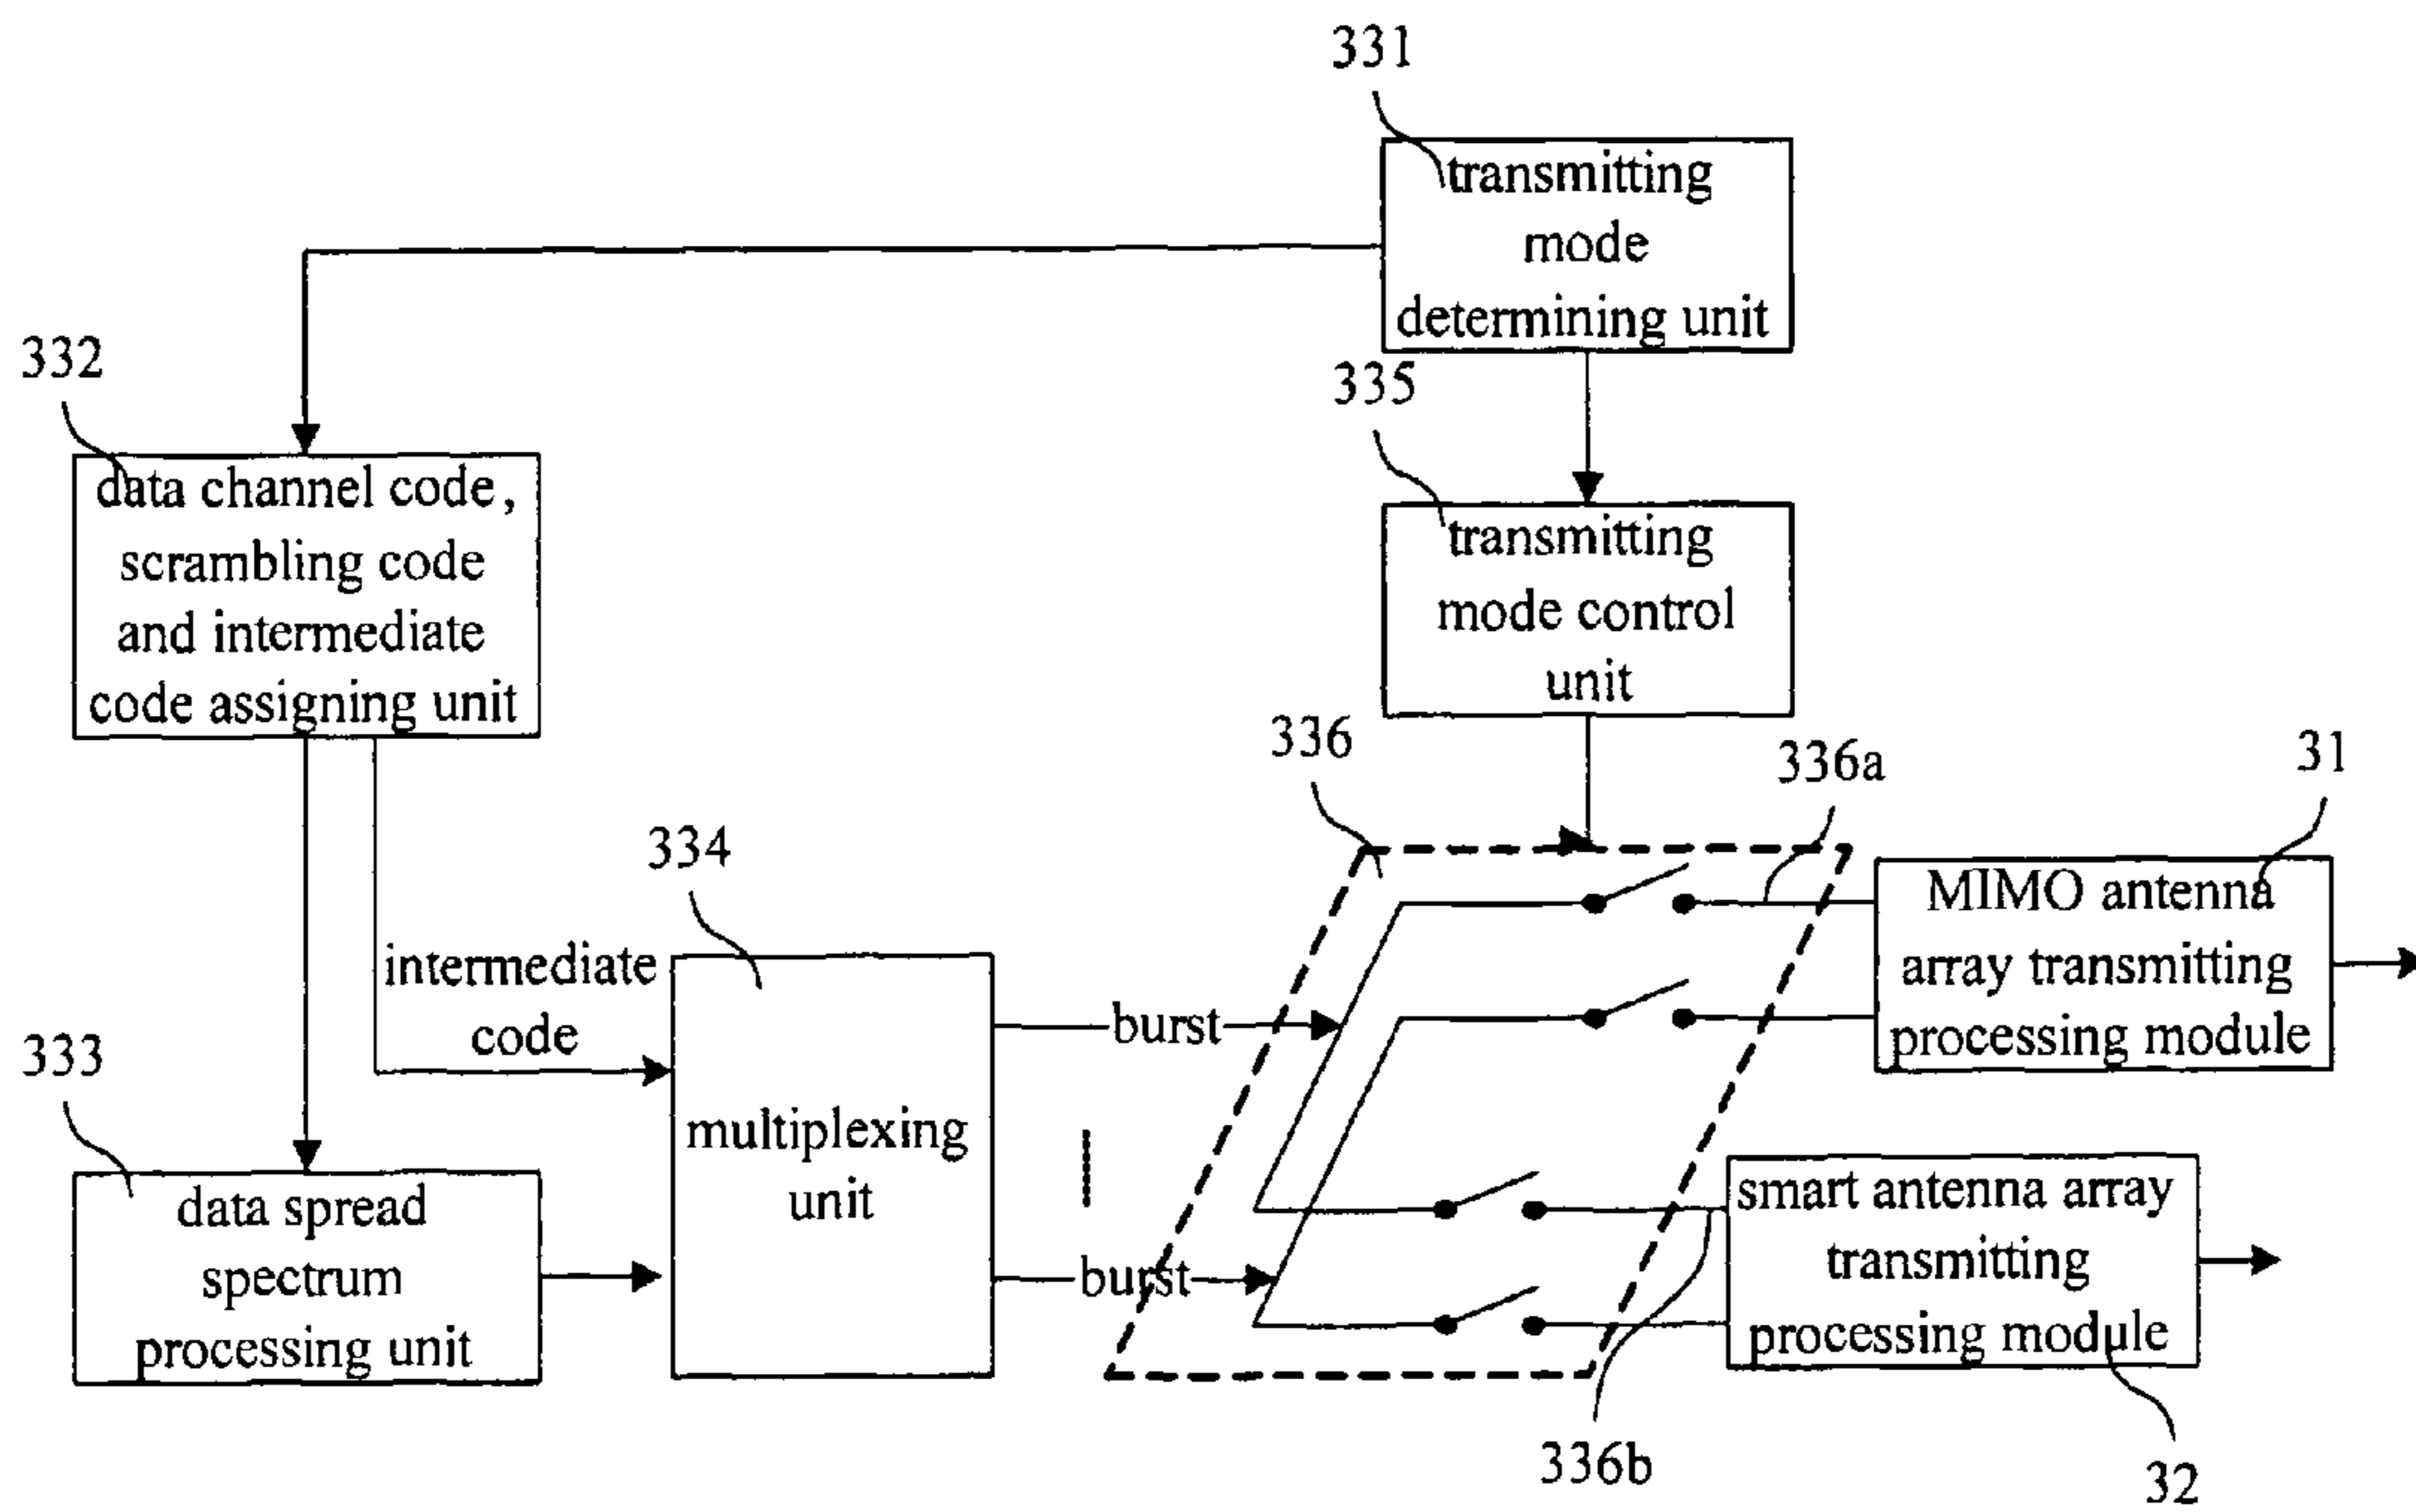 331
transmitting
mode
determining unit
332
335
data channel code,
scrambling code
and intermediate
code assigning unit
transmitting
mode control
unit
336
336a
31
334
MIMO antenna
array transmitting
processing module
intermediate
code
burst
333
multiplexing
unit
data spread
spectrum
processing unit
burst
smart antenna array
transmitting
processing module
336b
32